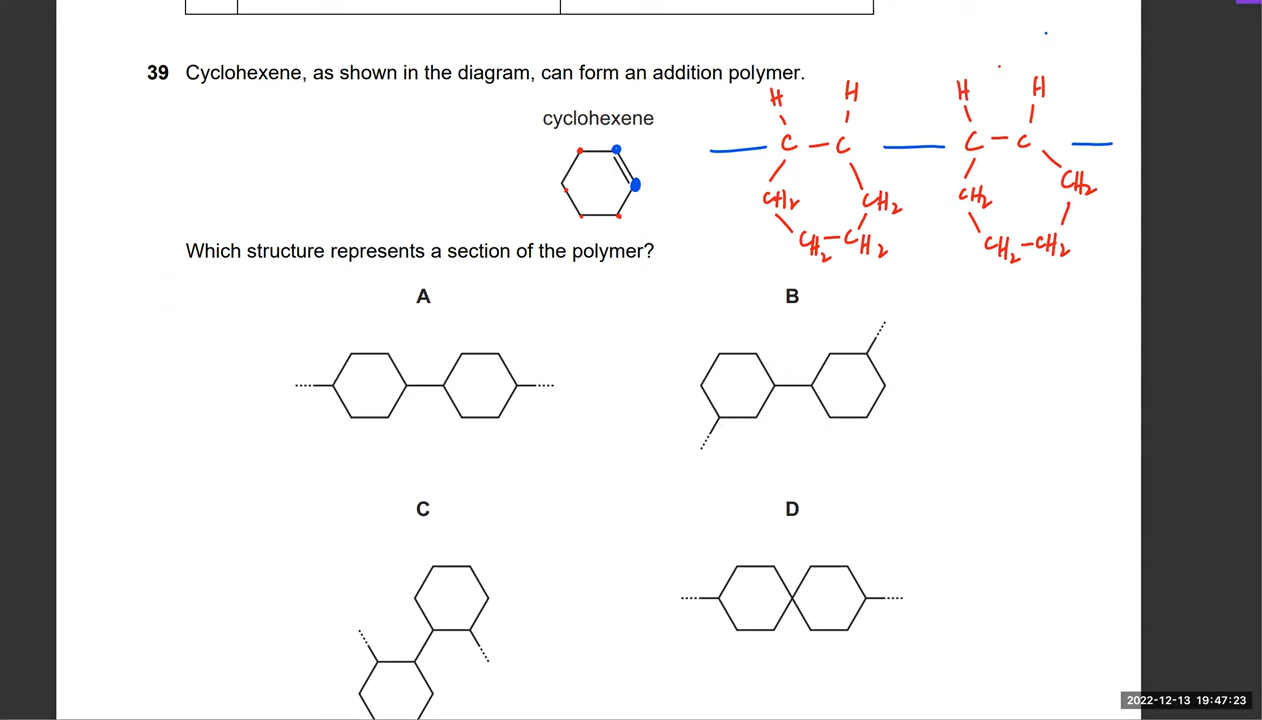 39 Cyclohexene, as shown in the diagram, can form an addition polymer.
cyclohexene
H H H H
C C C C
CH₂ CH₂ CH₂ CH₂
CH₂ CH₂ CH₂ CH₂
Which structure represents a section of the polymer?
A B
C D
2022-12-13 19:47:23